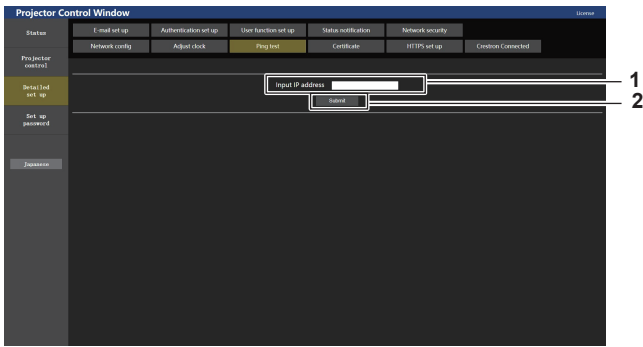 Projector Control Window
License
Status
E-mail set up
Authentication set up
User function set up
Status notification
Network security
Network config
Adjust clock
Ping test
Certificate
HTTPS set up
Crestron Connected
Projector
control
Detailed
set up
Set up
password
Japanese
Input IP address
1
Submit
2